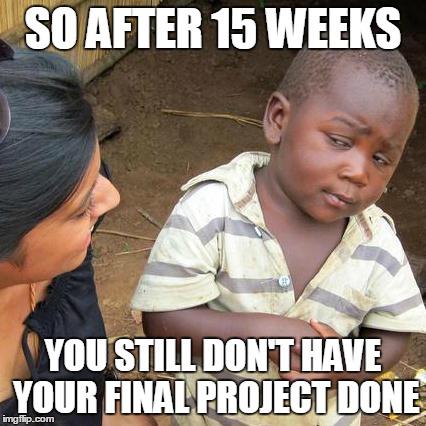 SO AFTER 15 WEEKS
YOU STILL DON'T HAVE
YOUR FINAL PROJECT DONE
imgflip.com